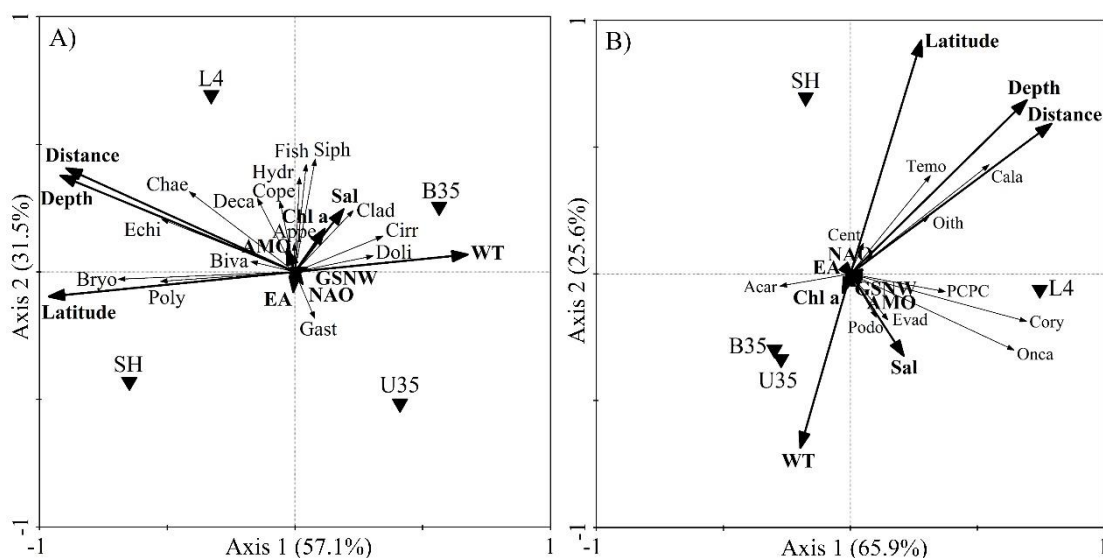 A)
1
L4
Distance
Depth
Fish Siph
Hydr
Chae
Deca Cope
Sal
B35
Clad
Chl a
Echi
Appe
Cirr
AMO
Doli
WT
Biva
Bryo
GSNW
Poly
EA
NAO
Latitude
Gast
SH
U35
Axis 2 (31.5%)
-1
-1
Axis 1 (57.1%)
1
B)
1
Latitude
SH
Depth
Distance
Temo
Cala
Oith
Cent
NAO
EA
Acar
GSNW
PCPC
Chl a
AMO
L4
Podo
Evad
Cory
B35
Onca
U35
Sal
WT
Axis 2 (25.6%)
-1
-1
Axis 1 (65.9%)
1